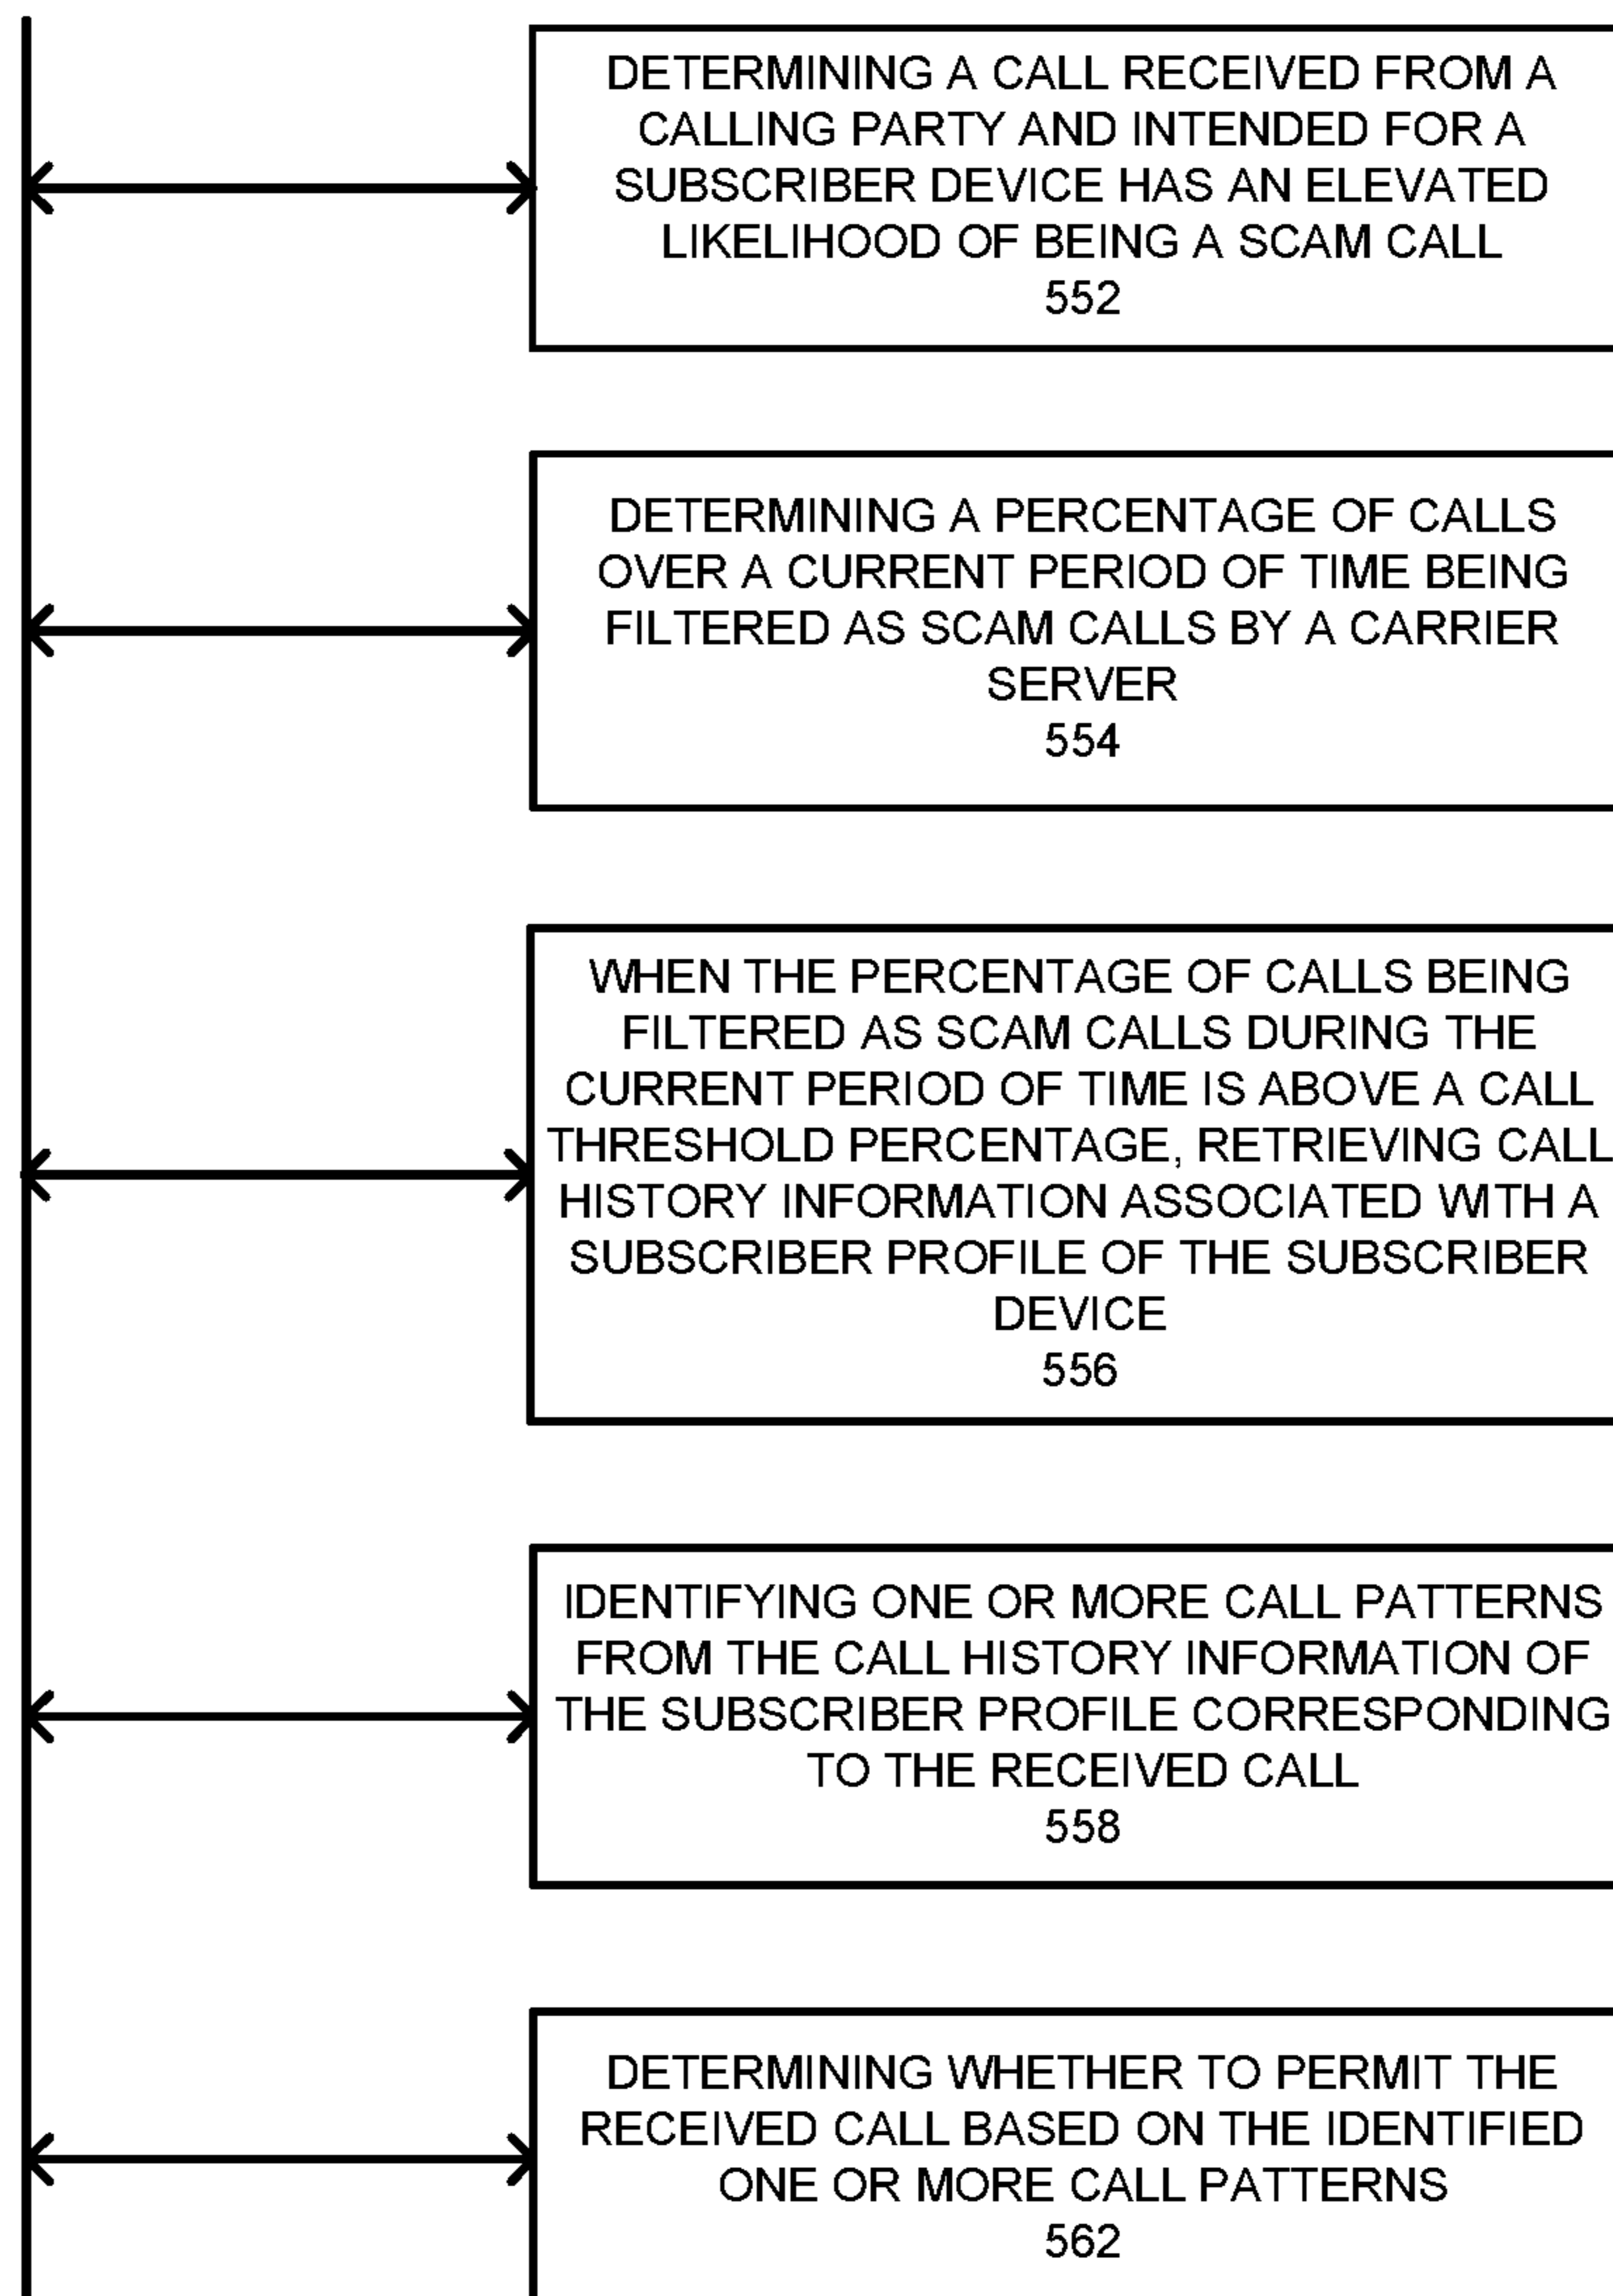 DETERMINING A CALL RECEIVED FROM A
CALLING PARTY AND INTENDED FOR A
SUBSCRIBER DEVICE HAS AN ELEVATED
LIKELIHOOD OF BEING A SCAM CALL
552
DETERMINING A PERCENTAGE OF CALLS
OVER A CURRENT PERIOD OF TIME BEING
FILTERED AS SCAM CALLS BY A CARRIER
SERVER
554
WHEN THE PERCENTAGE OF CALLS BEING
FILTERED AS SCAM CALLS DURING THE
CURRENT PERIOD OF TIME IS ABOVE A CALL
THRESHOLD PERCENTAGE, RETRIEVING CALL
HISTORY INFORMATION ASSOCIATED WITH A
SUBSCRIBER PROFILE OF THE SUBSCRIBER
DEVICE
556
IDENTIFYING ONE OR MORE CALL PATTERNS
FROM THE CALL HISTORY INFORMATION OF
THE SUBSCRIBER PROFILE CORRESPONDING
TO THE RECEIVED CALL
558
DETERMINING WHETHER TO PERMIT THE
RECEIVED CALL BASED ON THE IDENTIFIED
ONE OR MORE CALL PATTERNS
562